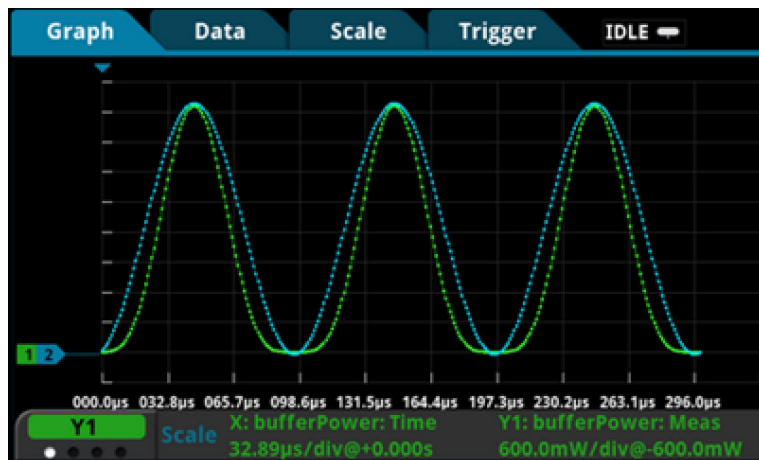 Graph Data Scale Trigger IDLE
1 2
000.0µs 032.8µs 065.7µs 098.6µs 131.5µs 164.4µs 197.3µs 230.2µs 263.1µs 296.0µs
Y1 Scale X: bufferPower: Time Y1: bufferPower: Meas
32.89µs/div@+0.000s 600.0mW/div@-600.0mW